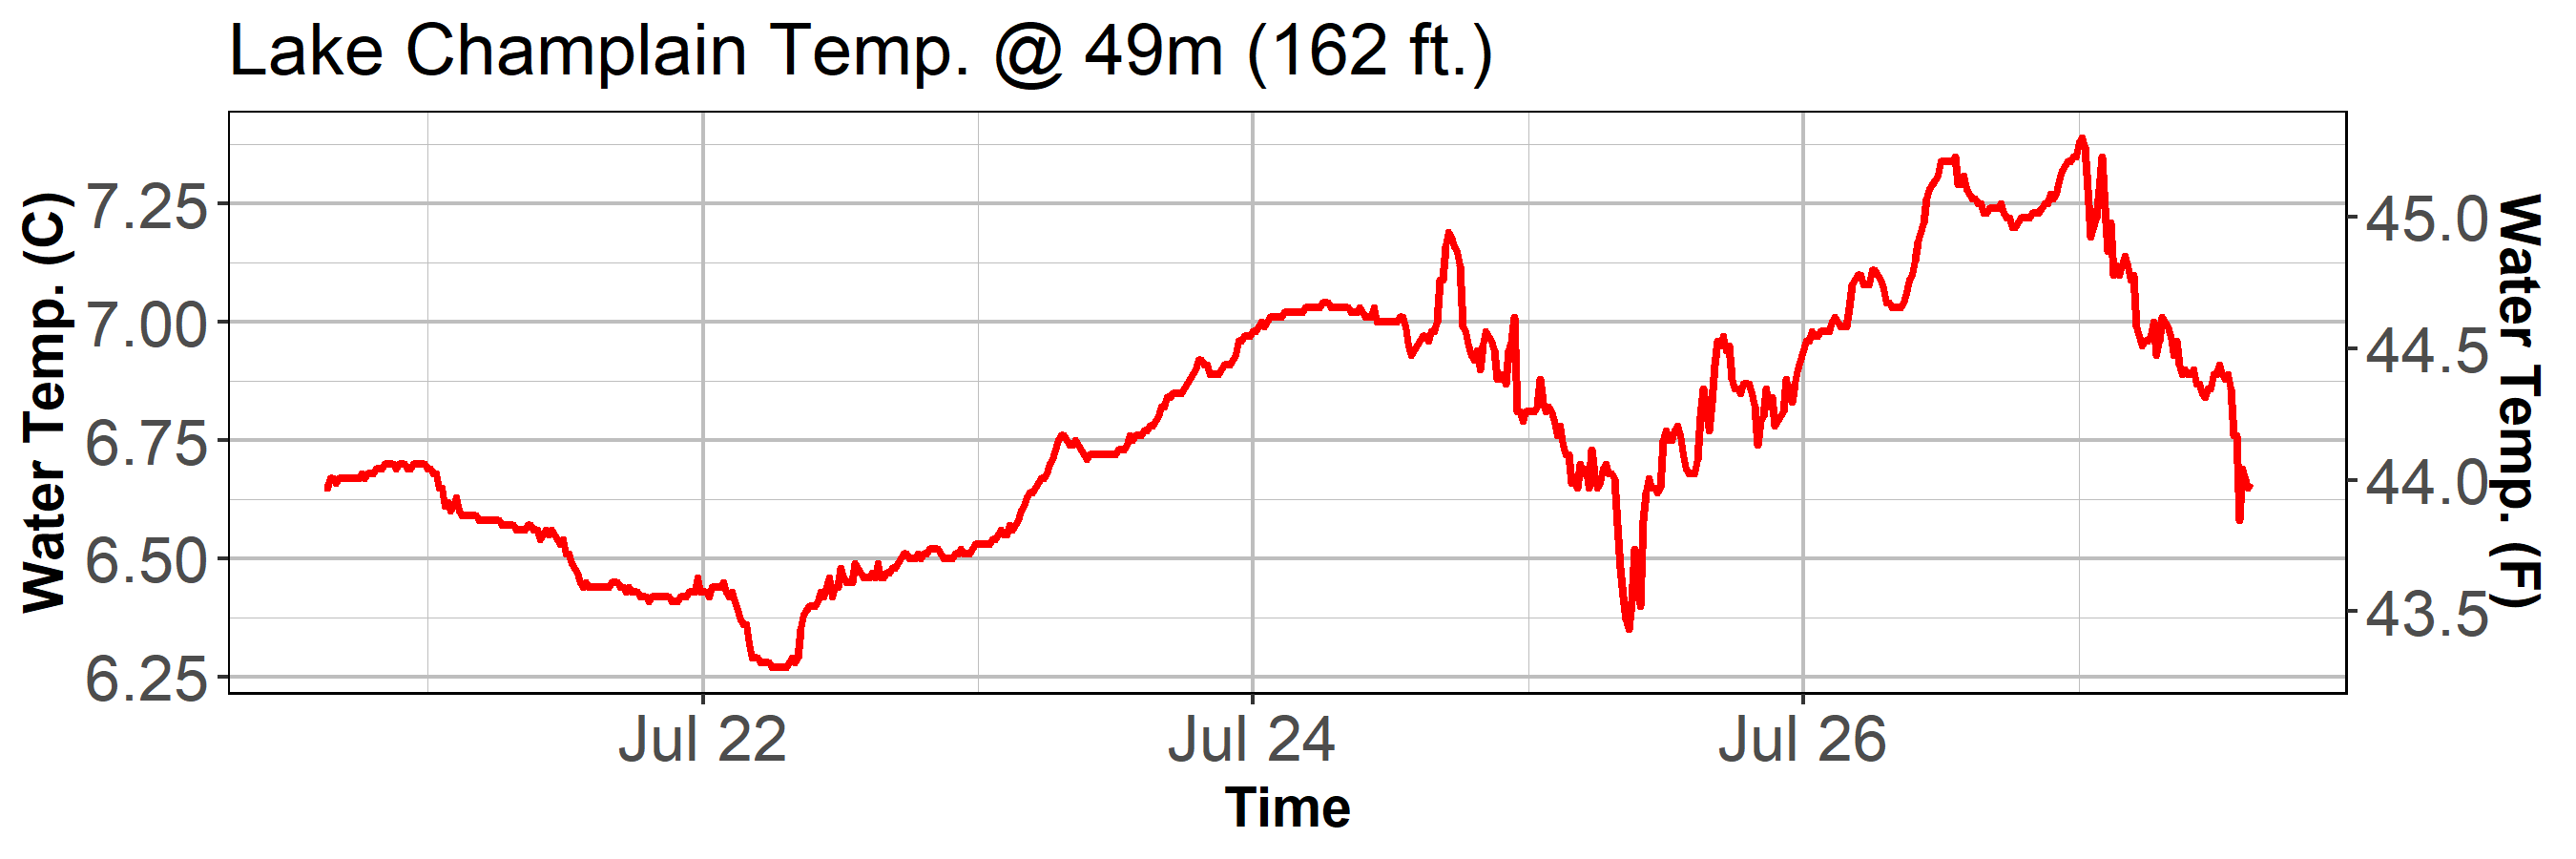 Lake Champlain Temp. @ 49m (162 ft.)
Water Temp. (C)
7.25
7.00
6.75
6.50
6.25
45.0
44.5
44.0
43.5
Water Temp. (F)
Jul 22
Jul 24
Jul 26
Time